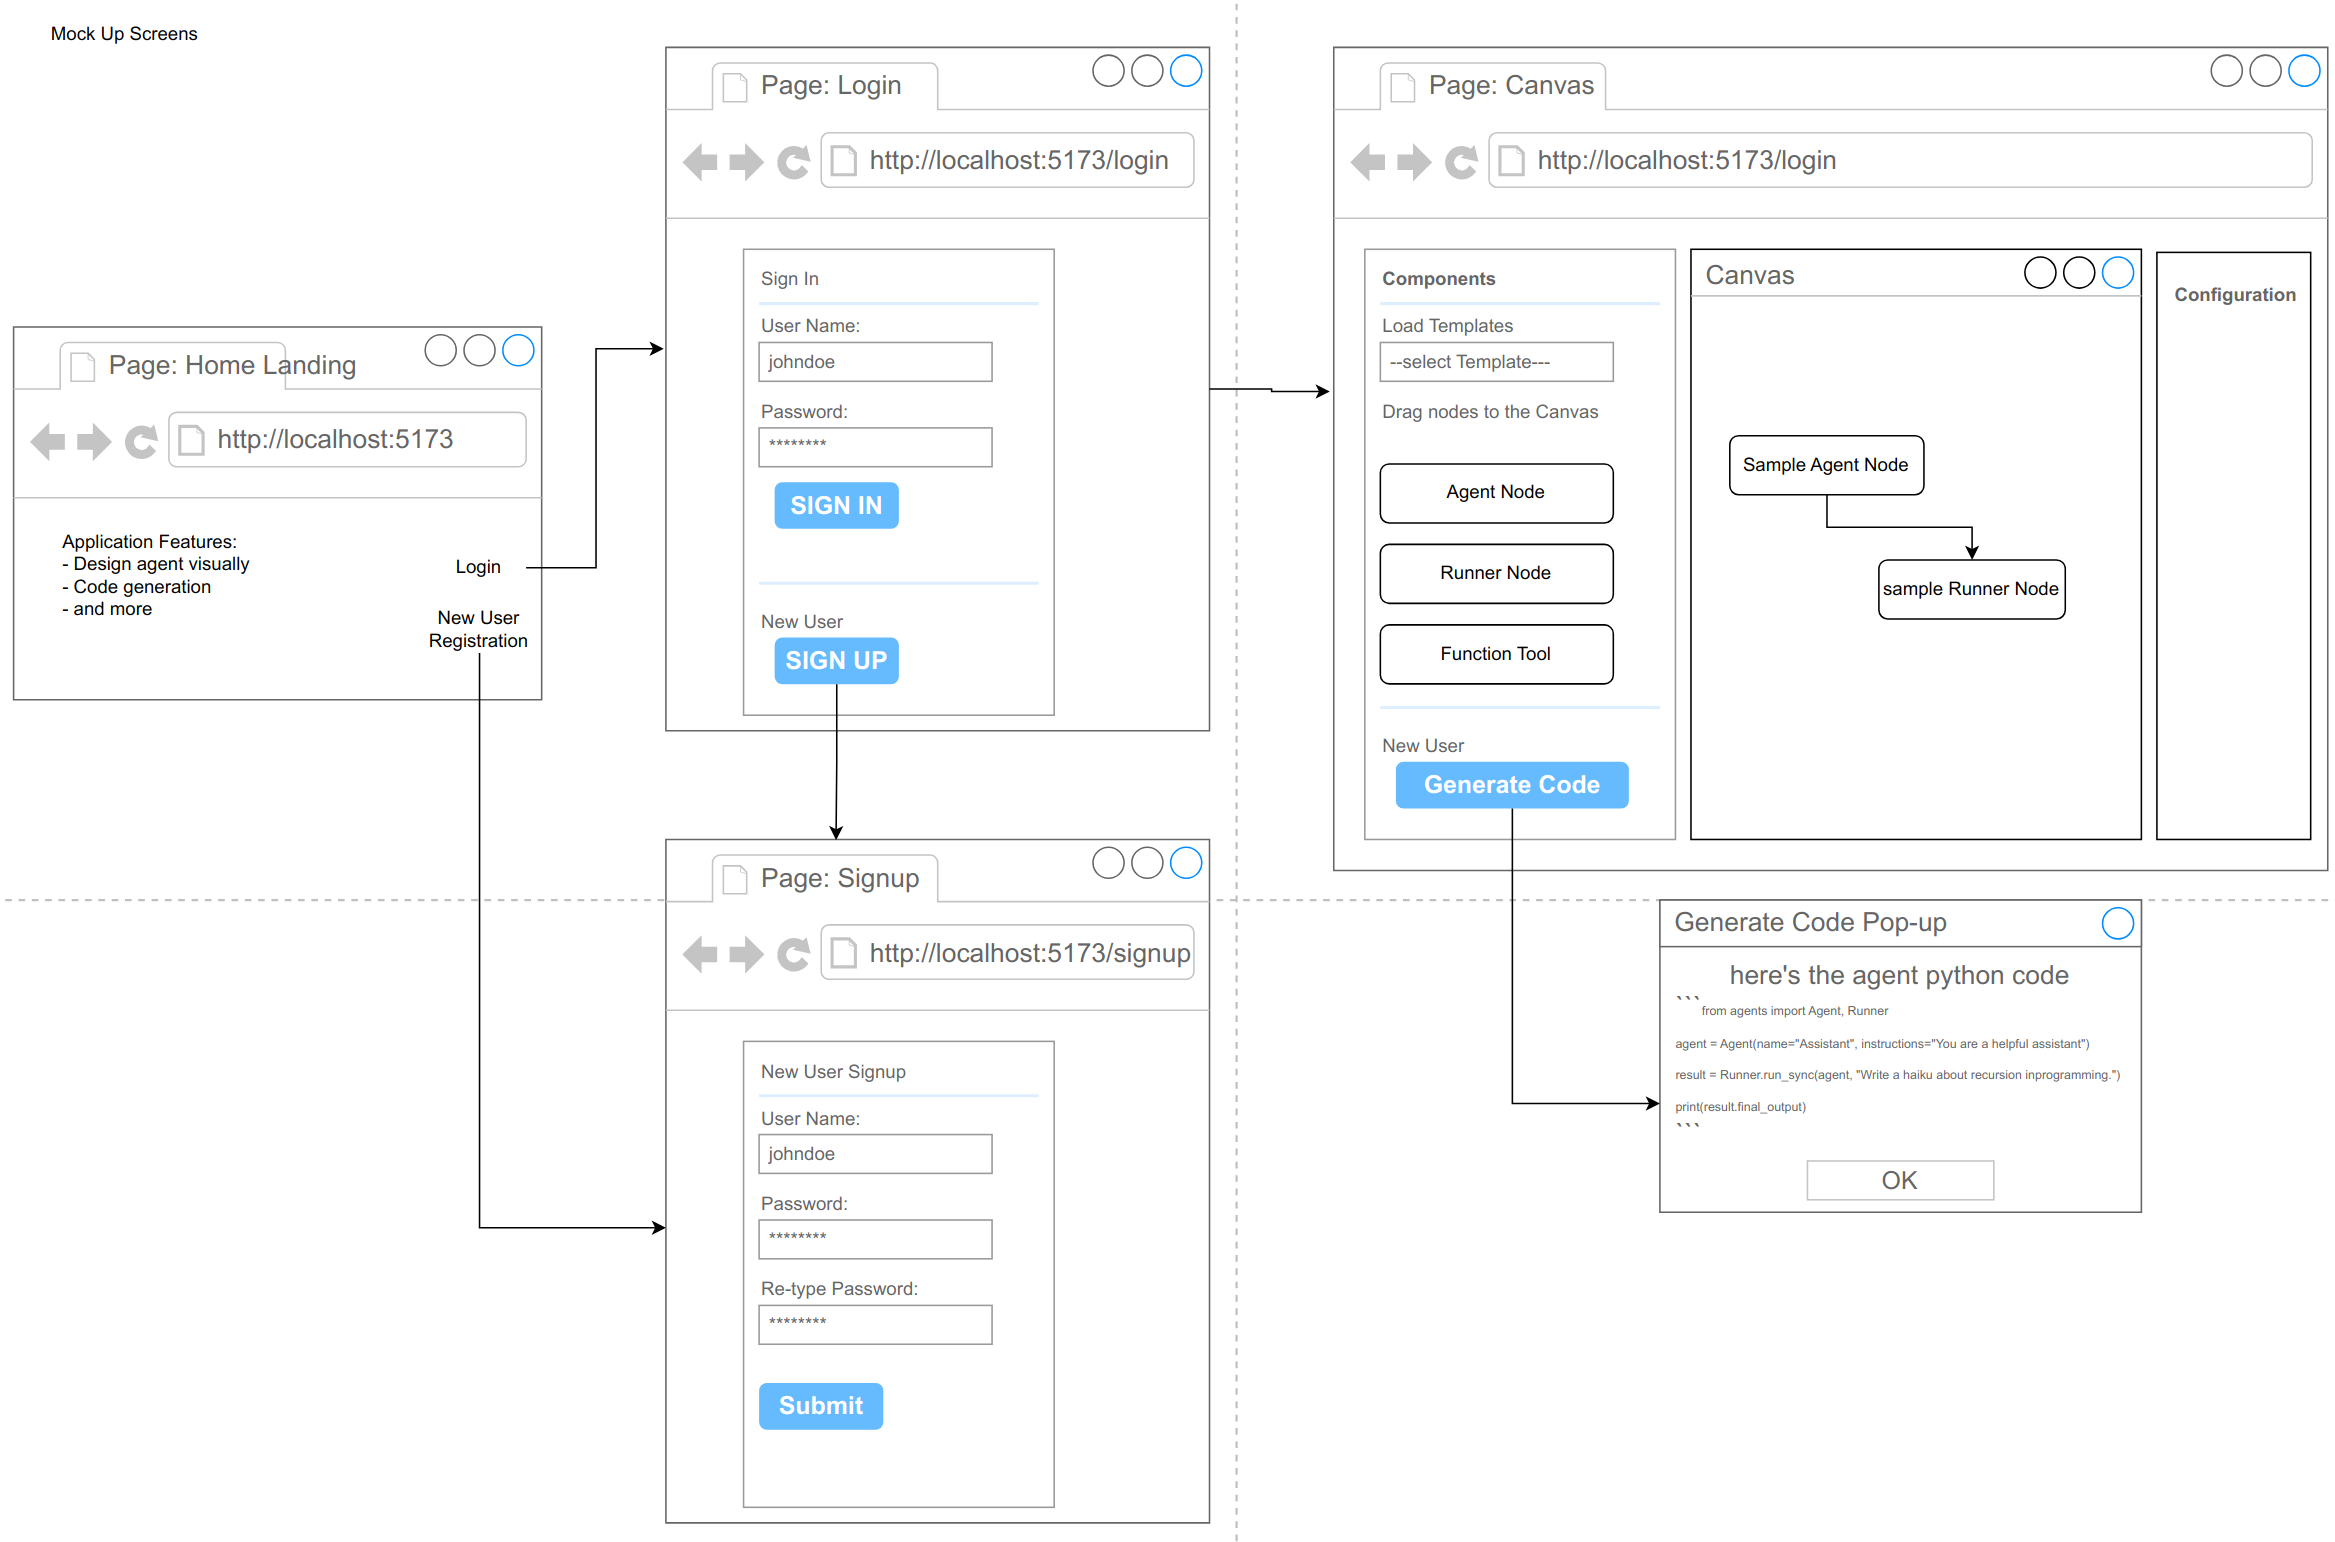 Mock Up Screens
Page: Home Landing
http://localhost:5173
Application Features:
- Design agent visually
- Code generation
- and more
Login
New User
Registration
Page: Login
http://localhost:5173/login
Sign In
User Name:
johndoe
Password:
********
SIGN IN
New User
SIGN UP
Page: Signup
http://localhost:5173/signup
New User Signup
User Name:
johndoe
Password:
********
Re-type Password:
********
Submit
Page: Canvas
http://localhost:5173/login
Components
Load Templates
--select Template---
Drag nodes to the Canvas
Agent Node
Runner Node
Function Tool
New User
Generate Code
Canvas
Sample Agent Node
sample Runner Node
Configuration
Generate Code Pop-up
here's the agent python code
``` from agents import Agent, Runner
agent = Agent(name="Assistant", instructions="You are a helpful assistant")
result = Runner.run_sync(agent, "Write a haiku about recursion inprogramming.")
print(result.final_output)
```
OK